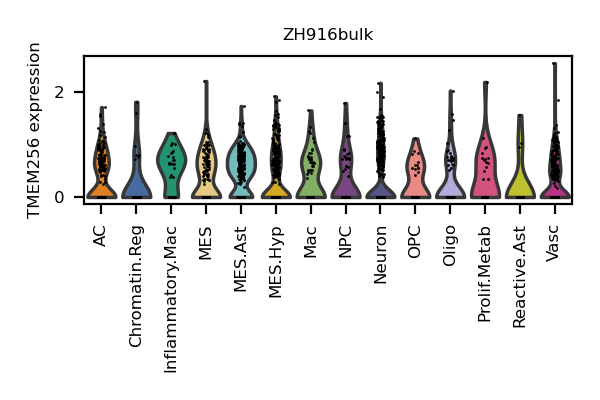 ZH916bulk
TMEM256 expression
2
0
AC
Chromatin.Reg
Inflammatory.Mac
MES
MES.Ast
MES.Hyp
Mac
NPC
Neuron
OPC
Oligo
Prolif.Metab
Reactive.Ast
Vasc